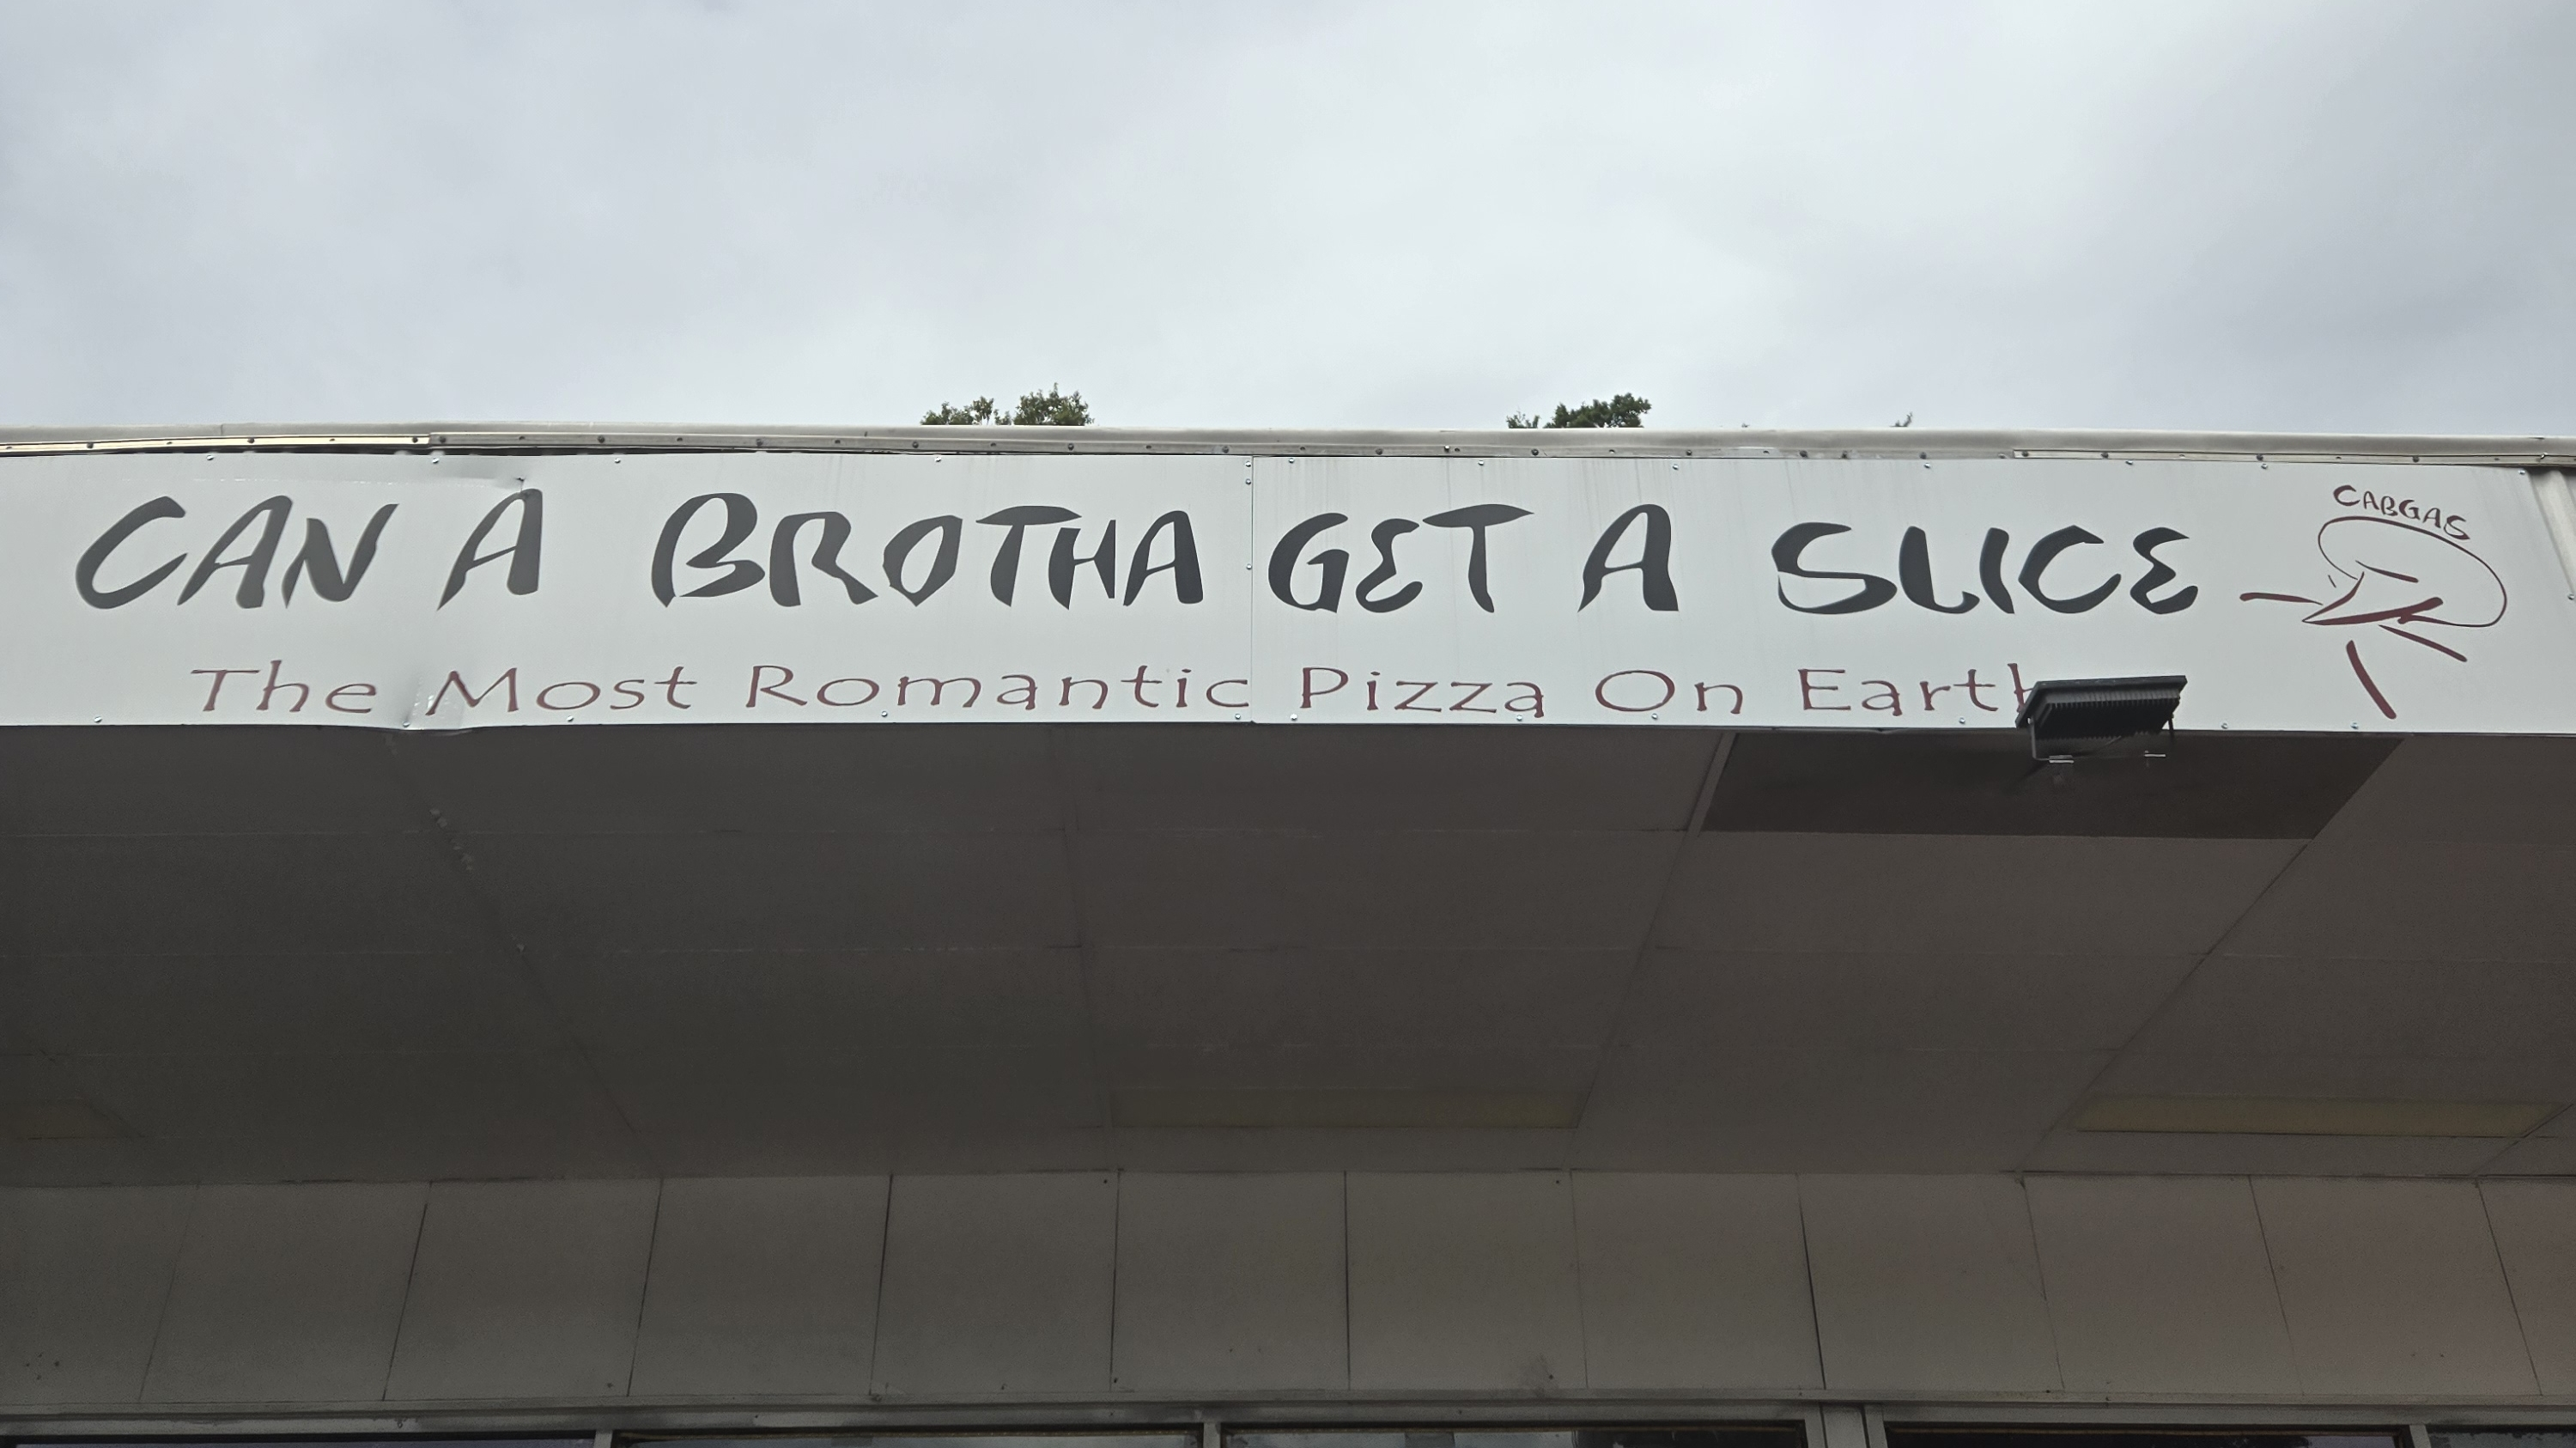 CAN A BROTHA GET A SLICE
CABGAS
The Most Romantic Pizza On Earth